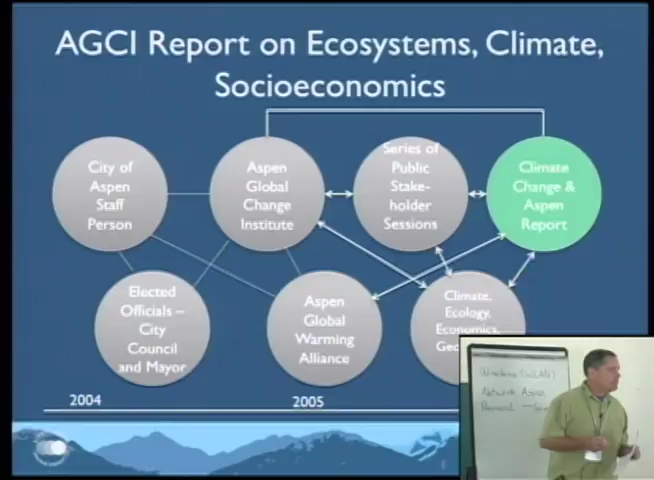 AGCI Report on Ecosystems, Climate,
Socioeconomics
City of
Aspen
Staff
Person
Aspen
Global
Change
Institute
Series of
Public
Stake-
holder
Sessions
Climate
Change &
Aspen
Report
Elected
Officials –
City
Council
and Mayor
Aspen
Global
Warming
Alliance
Climate,
Ecology,
Economics,
2004
2005
Network